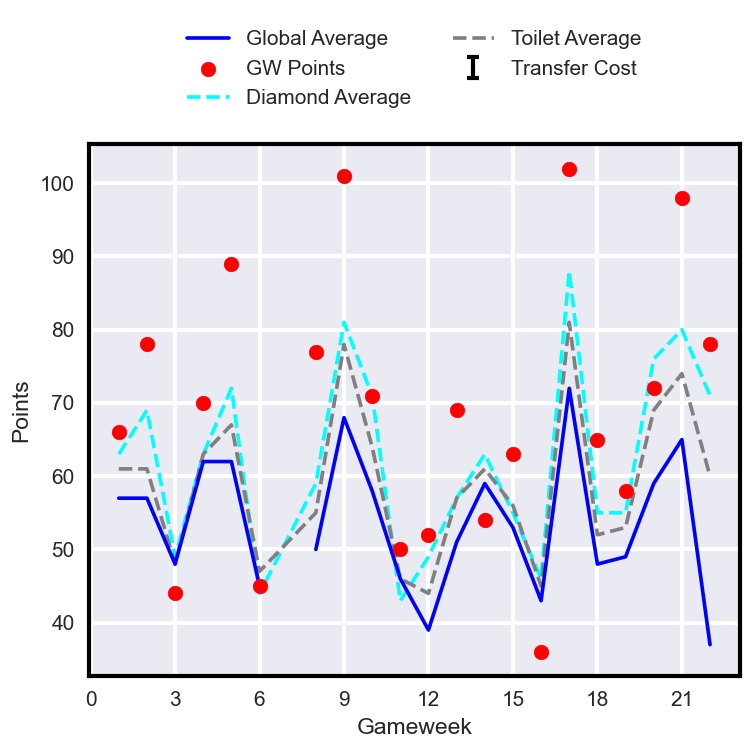 Global Average
GW Points
Diamond Average
Toilet Average
Transfer Cost
100
90
80
70
60
50
40
Points
0 3 6 9 12 15 18 21
Gameweek